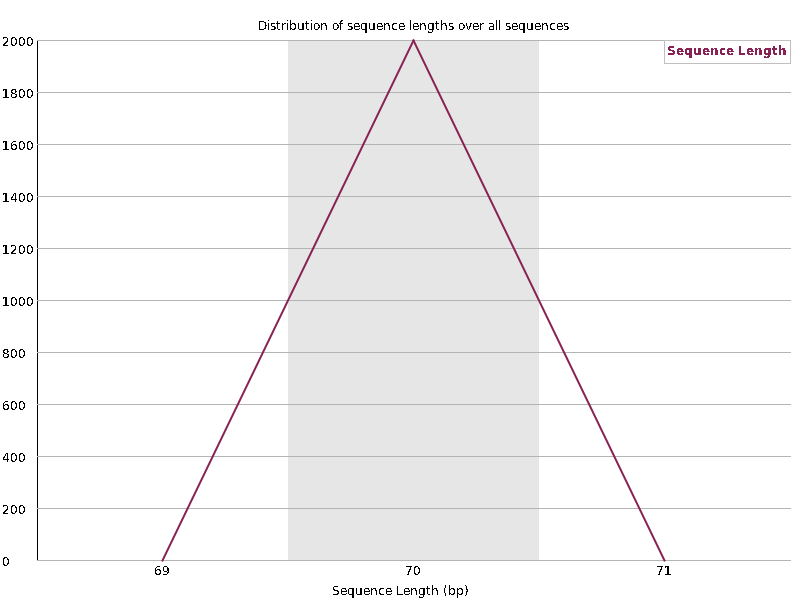 Distribution of sequence lengths over all sequences
Sequence Length
2000
1800
1600
1400
1200
1000
800
600
400
200
0
69 70 71
Sequence Length (bp)